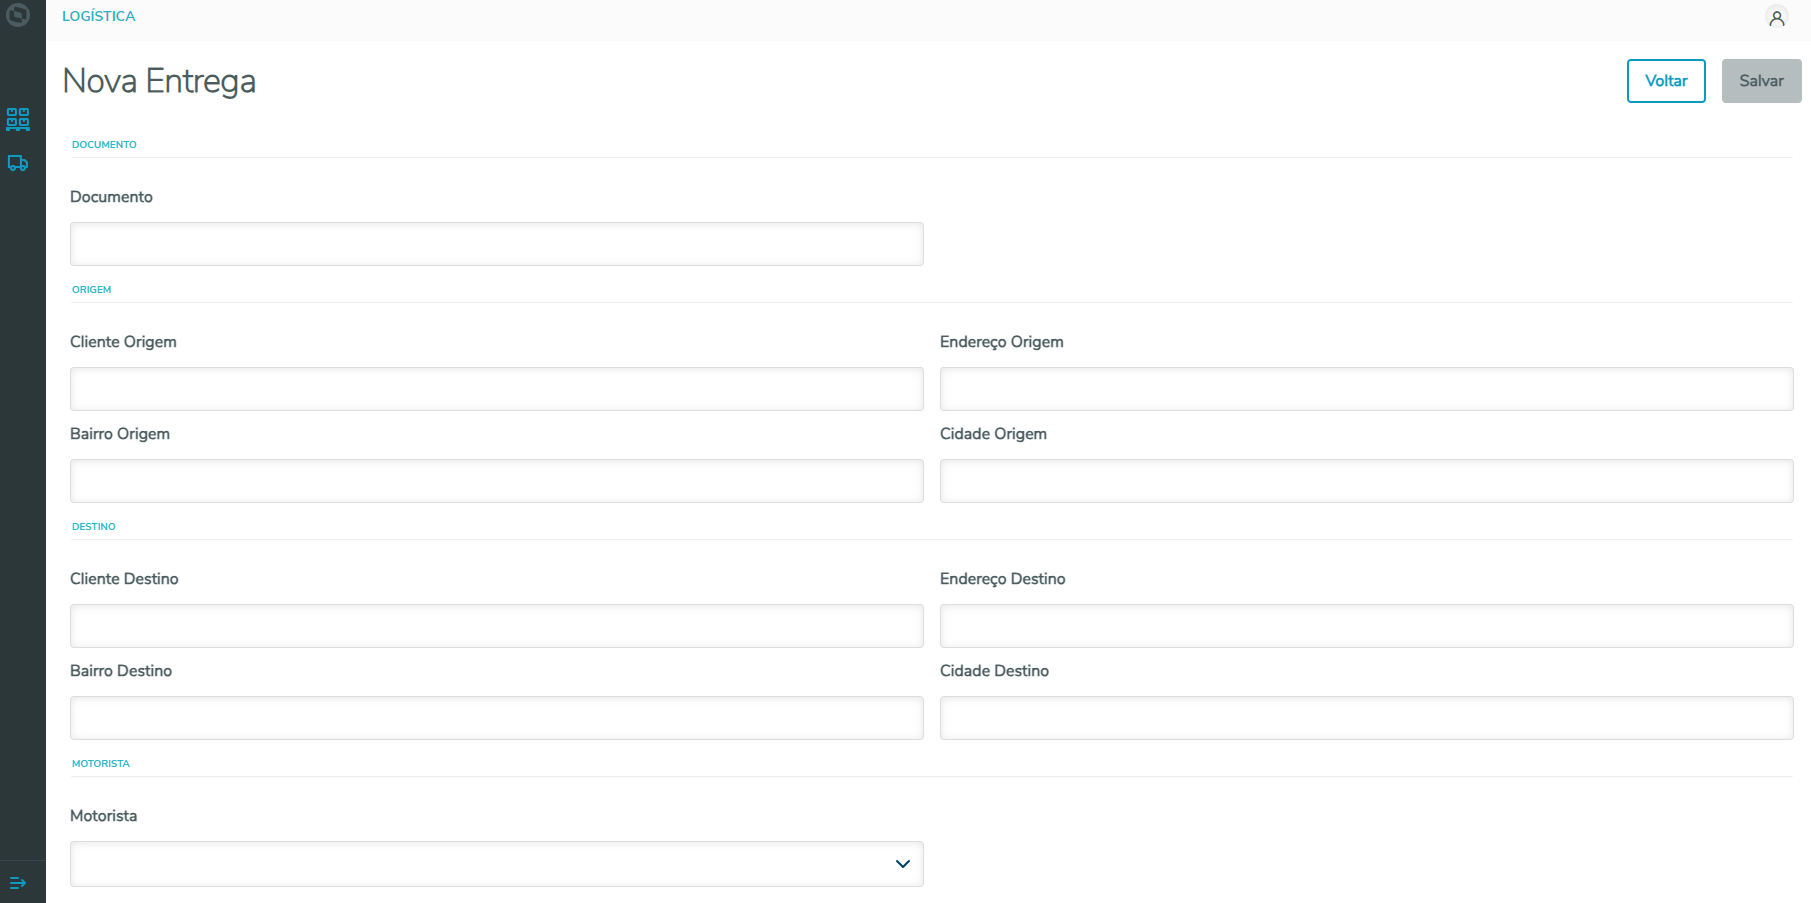 LOGÍSTICA
Nova Entrega
Voltar
Salvar
DOCUMENTO
Documento
ORIGEM
Cliente Origem
Endereço Origem
Bairro Origem
Cidade Origem
DESTINO
Cliente Destino
Endereço Destino
Bairro Destino
Cidade Destino
MOTORISTA
Motorista